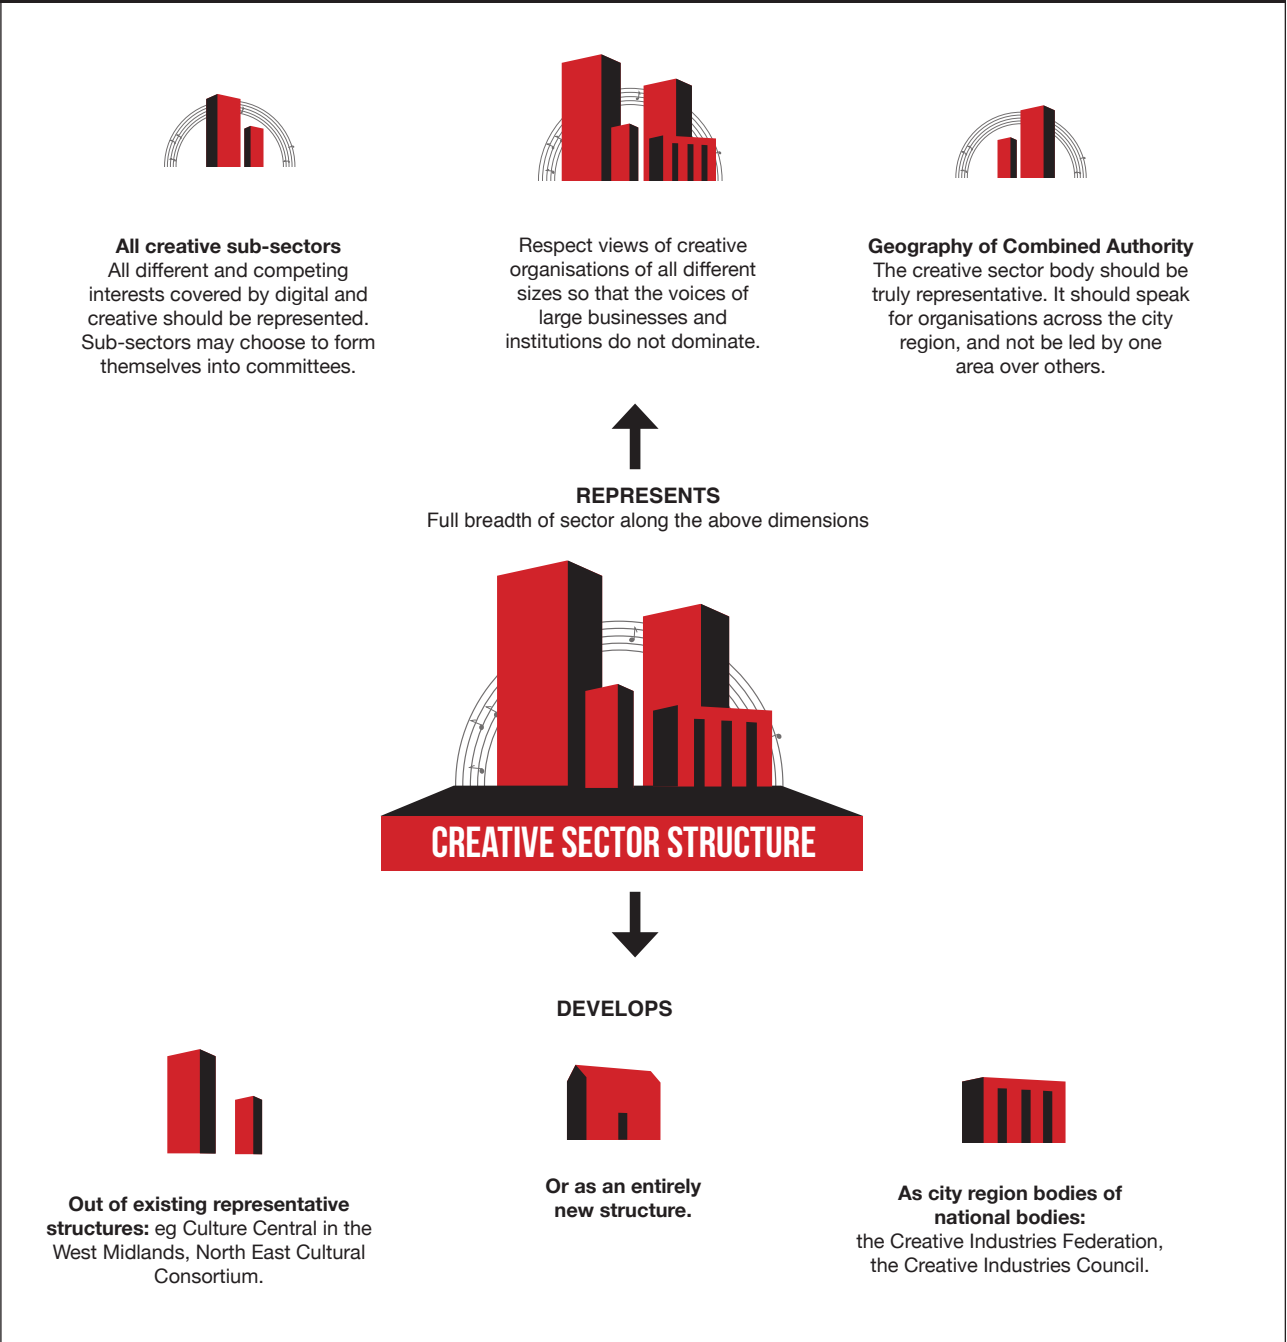 All creative sub-sectors
All different and competing
interests covered by digital and
creative should be represented.
Sub-sectors may choose to form
themselves into committees.
Respect views of creative
organisations of all different
sizes so that the voices of
large businesses and
institutions do not dominate.
Geography of Combined Authority
The creative sector body should be
truly representative. It should speak
for organisations across the city
region, and not be led by one
area over others.
REPRESENTS
Full breadth of sector along the above dimensions
CREATIVE SECTOR STRUCTURE
DEVELOPS
Out of existing representative
structures: eg Culture Central in the
West Midlands, North East Cultural
Consortium.
Or as an entirely
new structure.
As city region bodies of
national bodies:
the Creative Industries Federation,
the Creative Industries Council.